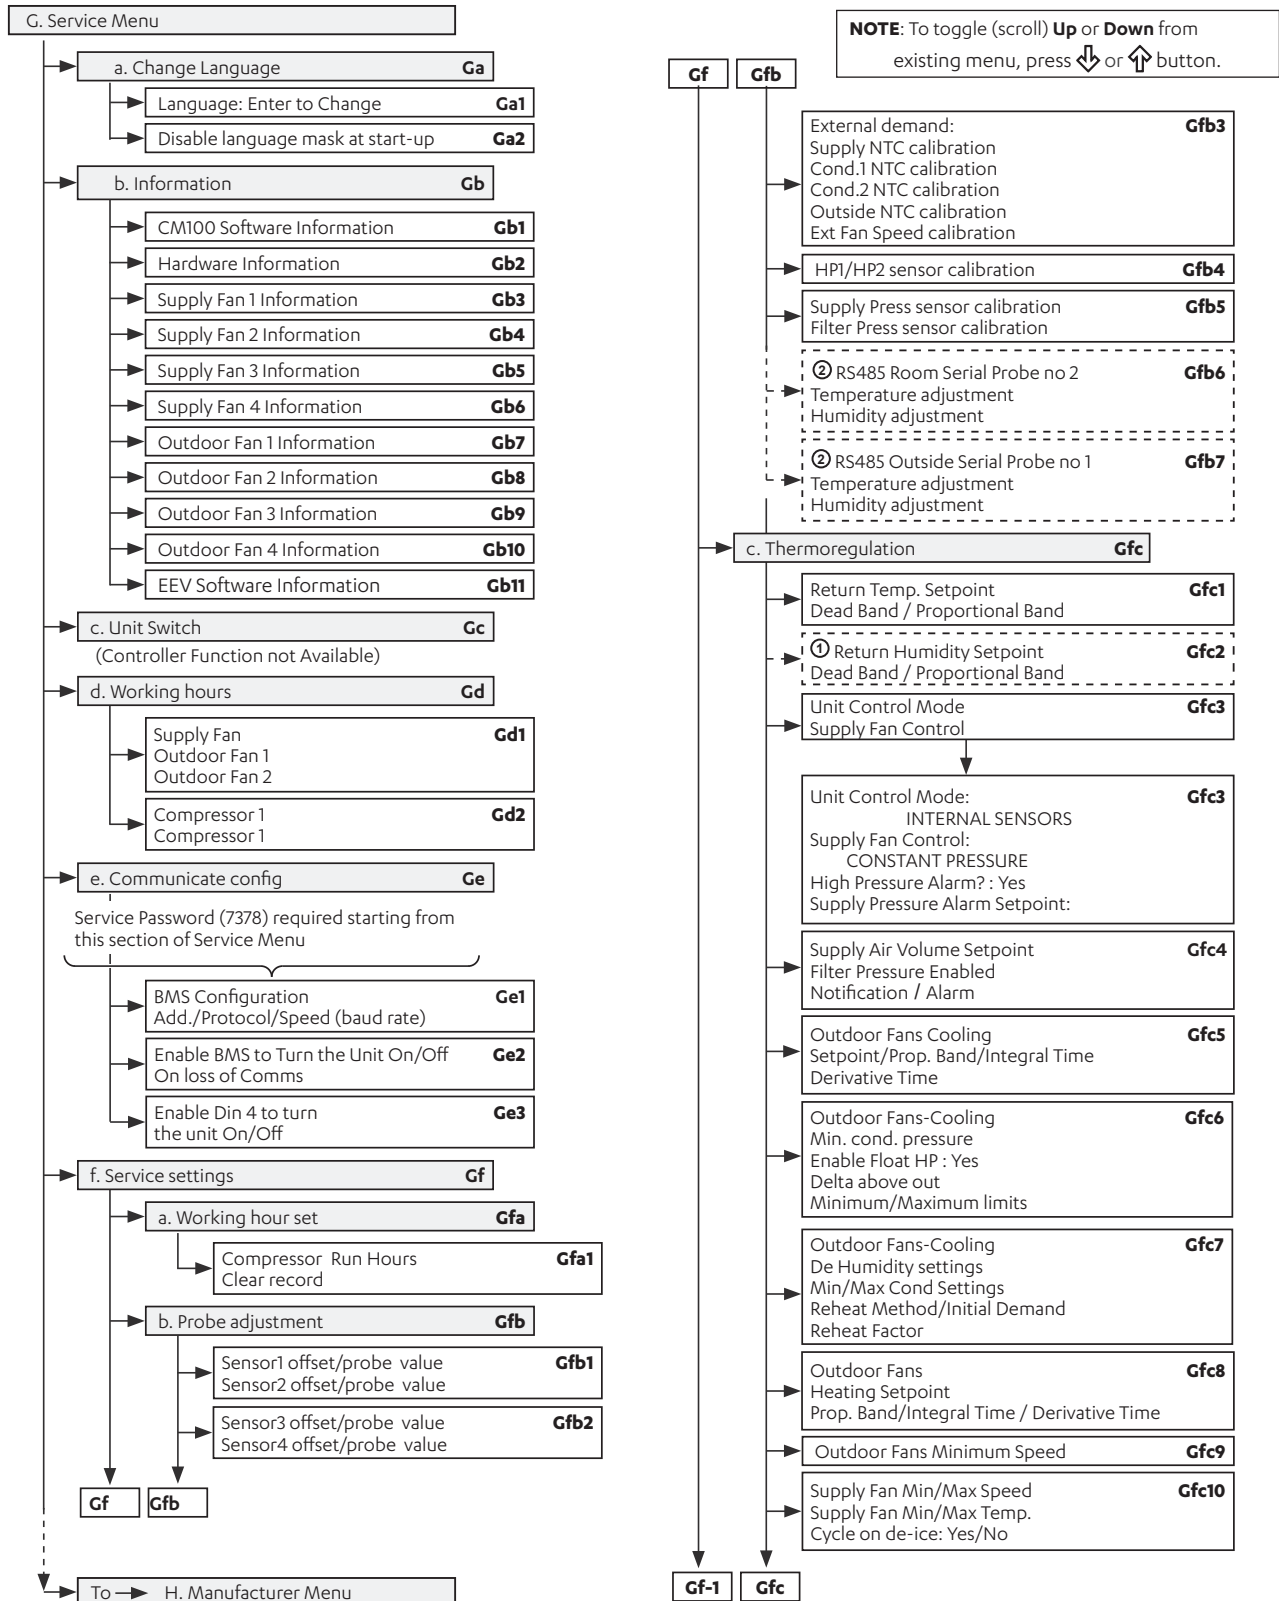 G. Service Menu
a. Change Language Ga
Language: Enter to Change Ga1
Disable language mask at start-up Ga2
b. Information Gb
CM100 Software Information Gb1
Hardware Information Gb2
Supply Fan 1 Information Gb3
Supply Fan 2 Information Gb4
Supply Fan 3 Information Gb5
Supply Fan 4 Information Gb6
Outdoor Fan 1 Information Gb7
Outdoor Fan 2 Information Gb8
Outdoor Fan 3 Information Gb9
Outdoor Fan 4 Information Gb10
EEV Software Information Gb11
c. Unit Switch Gc
(Controller Function not Available)
d. Working hours Gd
Supply Fan Gd1
Outdoor Fan 1
Outdoor Fan 2
Compressor 1 Gd2
Compressor 1
e. Communicate config Ge
Service Password (7378) required starting from
this section of Service Menu
BMS Configuration Ge1
Add./Protocol/Speed (baud rate)
Enable BMS to Turn the Unit On/Off Ge2
On loss of Comms
Enable Din 4 to turn Ge3
the unit On/Off
f. Service settings Gf
a. Working hour set Gfa
Compressor Run Hours Gfa1
Clear record
b. Probe adjustment Gfb
Sensor1 offset/probe value Gfb1
Sensor2 offset/probe value
Sensor3 offset/probe value Gfb2
Sensor4 offset/probe value
Gf Gfb
To H. Manufacturer Menu
NOTE: To toggle (scroll) Up or Down from
existing menu, press or button.
Gf Gfb
External demand: Gfb3
Supply NTC calibration
Cond.1 NTC calibration
Cond.2 NTC calibration
Outside NTC calibration
Ext Fan Speed calibration
HP1/HP2 sensor calibration Gfb4
Supply Press sensor calibration Gfb5
Filter Press sensor calibration
② RS485 Room Serial Probe no 2 Gfb6
Temperature adjustment
Humidity adjustment
② RS485 Outside Serial Probe no 1 Gfb7
Temperature adjustment
Humidity adjustment
c. Thermoregulation Gfc
Return Temp. Setpoint Gfc1
Dead Band / Proportional Band
① Return Humidity Setpoint Gfc2
Dead Band / Proportional Band
Unit Control Mode Gfc3
Supply Fan Control
Unit Control Mode: Gfc3
INTERNAL SENSORS
Supply Fan Control:
CONSTANT PRESSURE
High Pressure Alarm? : Yes
Supply Pressure Alarm Setpoint:
Supply Air Volume Setpoint Gfc4
Filter Pressure Enabled
Notification / Alarm
Outdoor Fans Cooling Gfc5
Setpoint/Prop. Band/Integral Time
Derivative Time
Outdoor Fans-Cooling Gfc6
Min. cond. pressure
Enable Float HP : Yes
Delta above out
Minimum/Maximum limits
Outdoor Fans-Cooling Gfc7
De Humidity settings
Min/Max Cond Settings
Reheat Method/Initial Demand
Reheat Factor
Outdoor Fans Gfc8
Heating Setpoint
Prop. Band/Integral Time / Derivative Time
Outdoor Fans Minimum Speed Gfc9
Supply Fan Min/Max Speed Gfc10
Supply Fan Min/Max Temp.
Cycle on de-ice: Yes/No
Gf-1 Gfc